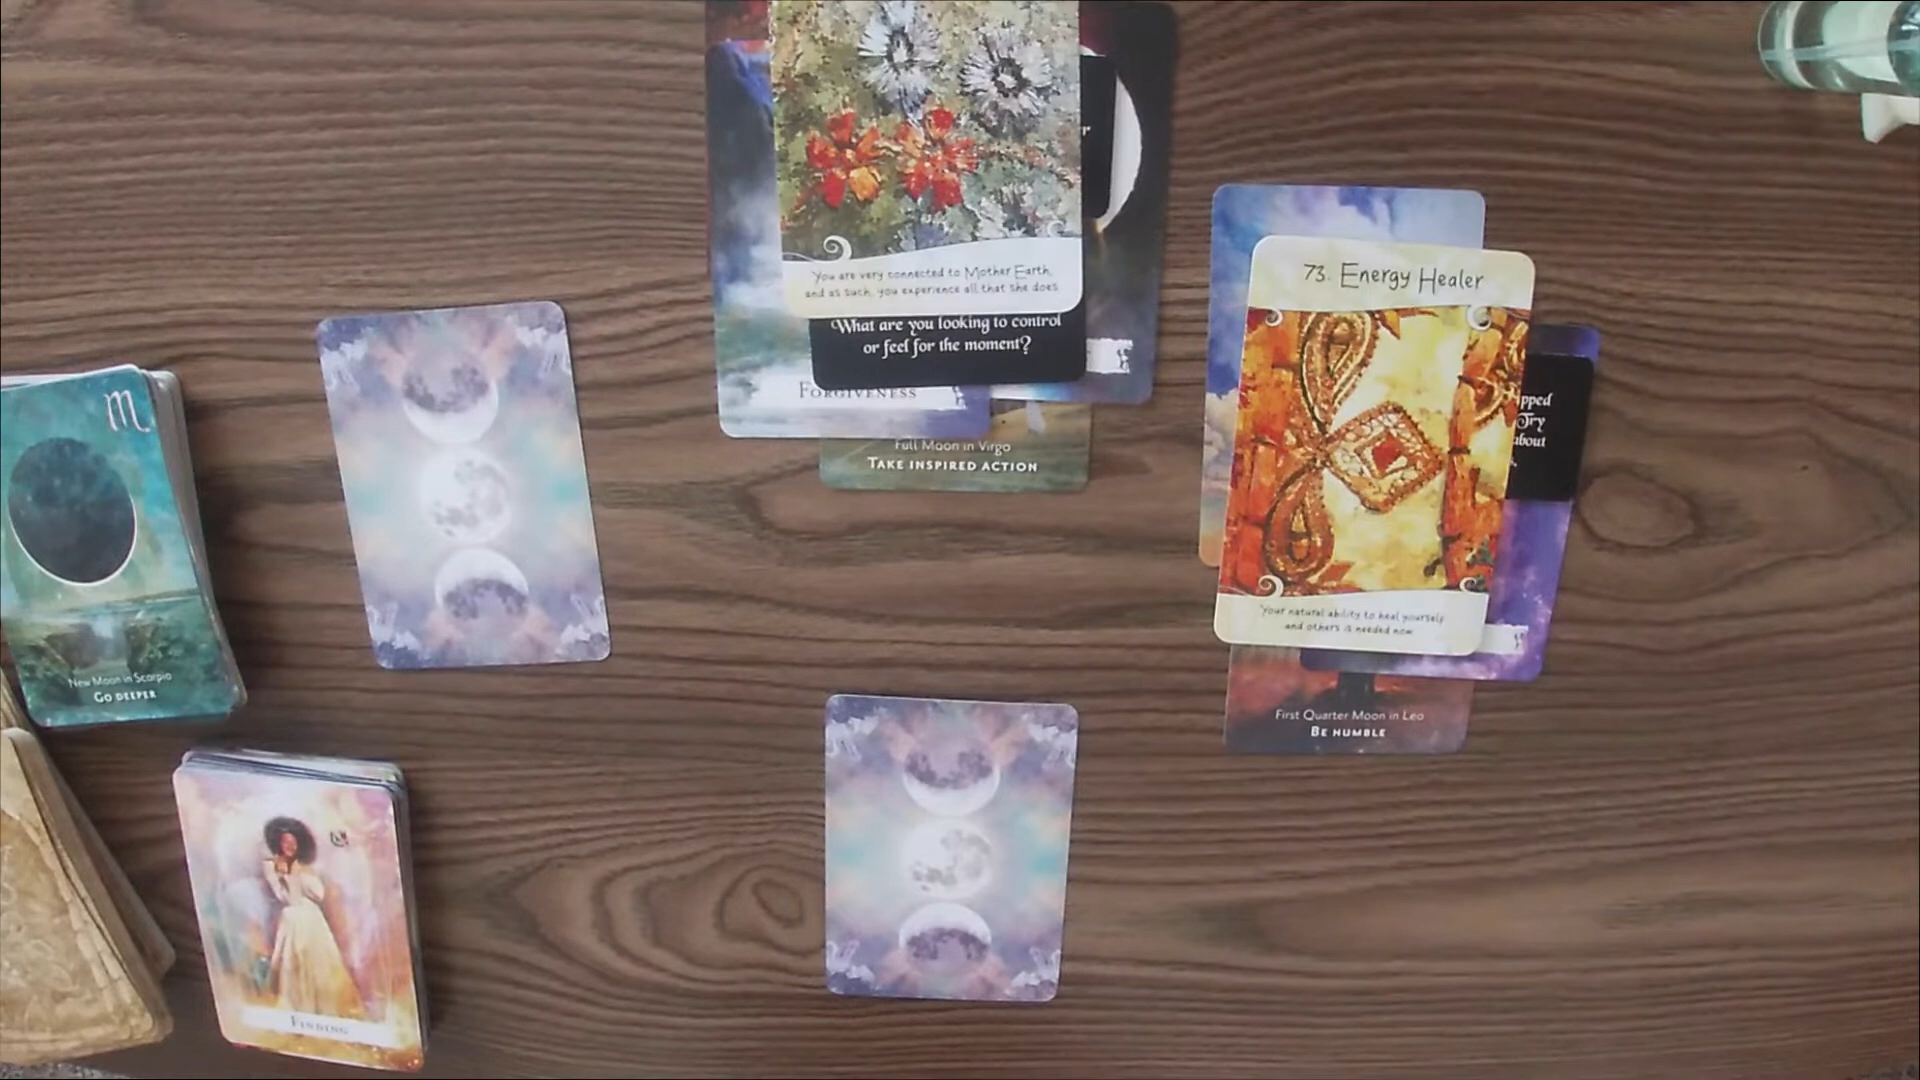 You are very connected to Mother Earth,
and as such, you experience all that she does
What are you looking to control
or feel for the moment?
FORGIVENESS
Full Moon in Virgo
TAKE INSPIRED ACTION
73. Energy Healer
Try
about
Your natural ability to heal yourself
and others is needed now
First Quarter Moon in Leo
BE HUMBLE
♏
New Moon in Scorpio
GO DEEPER
FINDING